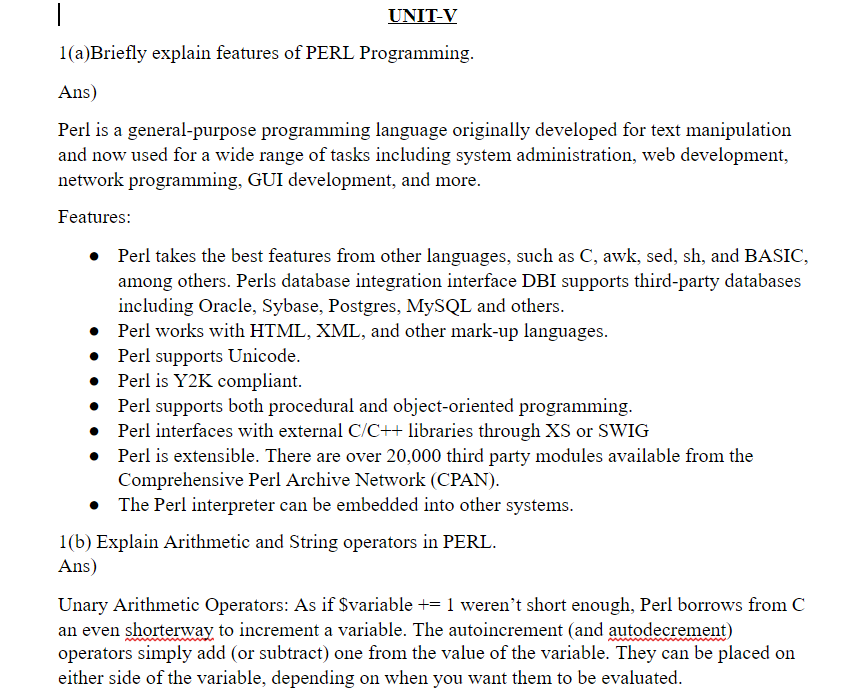 UNIT-V
1(a)Briefly explain features of PERL Programming.
Ans)
Perl is a general-purpose programming language originally developed for text manipulation
and now used for a wide range of tasks including system administration, web development,
network programming, GUI development, and more.
Features:
● Perl takes the best features from other languages, such as C, awk, sed, sh, and BASIC,
among others. Perls database integration interface DBI supports third-party databases
including Oracle, Sybase, Postgres, MySQL and others.
● Perl works with HTML, XML, and other mark-up languages.
● Perl supports Unicode.
● Perl is Y2K compliant.
● Perl supports both procedural and object-oriented programming.
● Perl interfaces with external C/C++ libraries through XS or SWIG
● Perl is extensible. There are over 20,000 third party modules available from the
Comprehensive Perl Archive Network (CPAN).
● The Perl interpreter can be embedded into other systems.
1(b) Explain Arithmetic and String operators in PERL.
Ans)
Unary Arithmetic Operators: As if $variable += 1 weren’t short enough, Perl borrows from C
an even shorterway to increment a variable. The autoincrement (and autodecrement)
operators simply add (or subtract) one from the value of the variable. They can be placed on
either side of the variable, depending on when you want them to be evaluated.